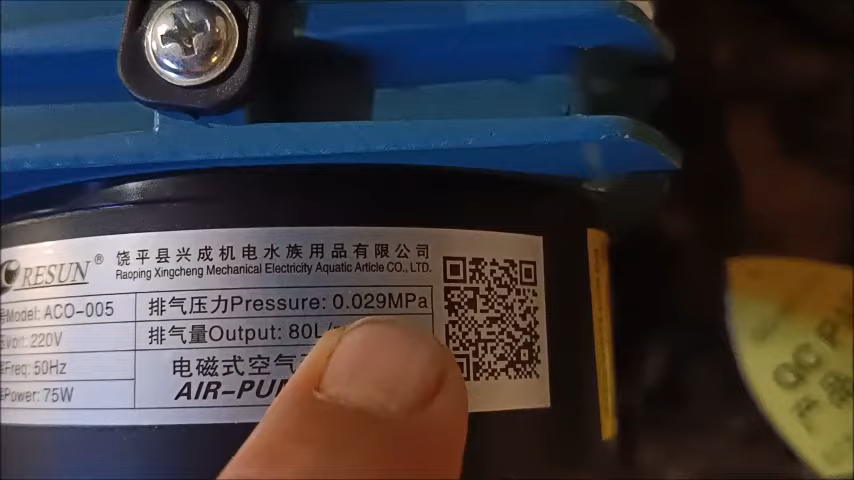 RESUN®
饶平县兴成机电水族用品有限公司
Raoping Xingcheng Mechanical Electricity Aquatic Article CO., LTD.
Model: ACO-005
排气压力Pressure: 0.029MPa
Volt: 220V
排气量Output: 80L/
Freq: 50Hz
电磁式空气
Power: 75W
AIR-PUM
QC